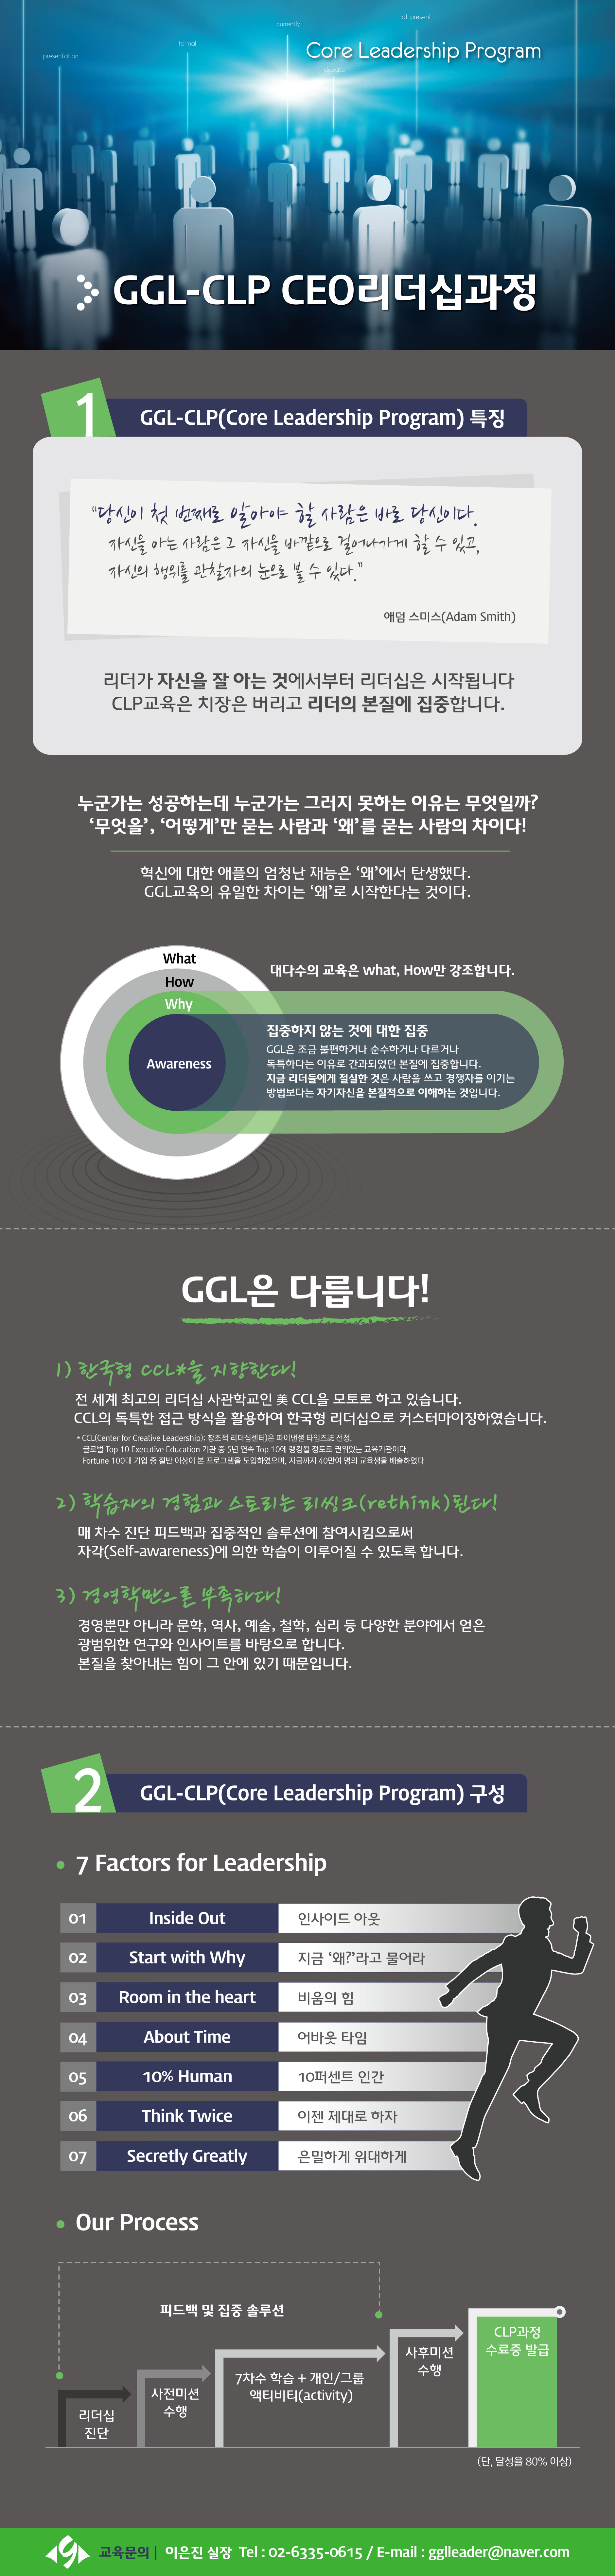 at present
currently
formal
presentation
Core Leadership Program
GGL-CLP CEO리더십과정
1
GGL-CLP(Core Leadership Program) 특징
“당신이 첫 번째로 알아야 할 사람은 바로 당신이다.
자신을 아는 사람은 그 자신을 바깥으로 걸어나가게 할 수 있고,
자신의 행위를 관찰자의 눈으로 볼 수 있다.”
애덤 스미스(Adam Smith)
리더가 자신을 잘 아는 것에서부터 리더십은 시작됩니다
CLP교육은 치장은 버리고 리더의 본질에 집중합니다.
누군가는 성공하는데 누군가는 그러지 못하는 이유는 무엇일까?
‘무엇을’, ‘어떻게’만 묻는 사람과 ‘왜’를 묻는 사람의 차이다!
혁신에 대한 애플의 엄청난 재능은 ‘왜’에서 탄생했다.
GGL교육의 유일한 차이는 ‘왜’로 시작한다는 것이다.
What
How
Why
Awareness
대다수의 교육은 what, How만 강조합니다.
집중하지 않는 것에 대한 집중
GGL은 조금 불편하거나 순수하거나 다르거나
독특하다는 이유로 간과되었던 본질에 집중합니다.
지금 리더들에게 절실한 것은 사람을 쓰고 경쟁자를 이기는
방법보다는 자기자신을 본질적으로 이해하는 것입니다.
GGL은 다릅니다!
1) 한국형 CCL*을 지향한다!
전 세계 최고의 리더십 사관학교인 美 CCL을 모토로 하고 있습니다.
CCL의 독특한 접근 방식을 활용하여 한국형 리더십으로 커스터마이징하였습니다.
* CCL(Center for Creative Leadership): 창조적 리더십센터)은 파이낸셜 타임즈誌 선정,
글로벌 Top 10 Executive Education 기관 중 5년 연속 Top 10에 랭킹될 정도로 권위있는 교육기관이다.
Fortune 100대 기업 중 절반 이상이 본 프로그램을 도입하였으며, 지금까지 40만여 명의 교육생을 배출하였다
2) 학습자의 경험과 스토리는 리씽크(rethink)된다!
매 차수 진단 피드백과 집중적인 솔루션에 참여시킴으로써
자각(Self-awareness)에 의한 학습이 이루어질 수 있도록 합니다.
3) 경영학만으론 부족하다!
경영뿐만 아니라 문학, 역사, 예술, 철학, 심리 등 다양한 분야에서 얻은
광범위한 연구와 인사이트를 바탕으로 합니다.
본질을 찾아내는 힘이 그 안에 있기 때문입니다.
2
GGL-CLP(Core Leadership Program) 구성
7 Factors for Leadership
01 Inside Out 인사이드 아웃
02 Start with Why 지금 ‘왜?’라고 물어라
03 Room in the heart 비움의 힘
04 About Time 어바웃 타임
05 10% Human 10퍼센트 인간
06 Think Twice 이젠 제대로 하자
07 Secretly Greatly 은밀하게 위대하게
Our Process
피드백 및 집중 솔루션
리더십
진단
사전미션
수행
7차수 학습 + 개인/그룹
액티비티(activity)
사후미션
수행
CLP과정
수료증 발급
(단, 달성율 80% 이상)
교육문의 | 이은진 실장 Tel : 02-6335-0615 / E-mail : gglleader@naver.com